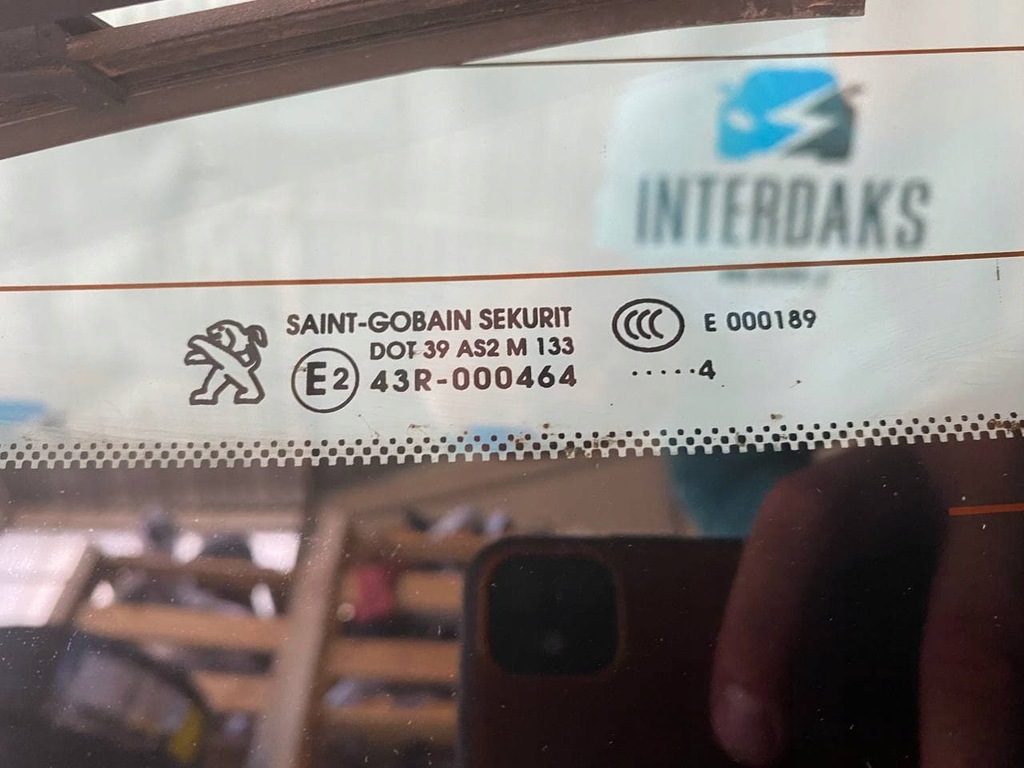 INTERDAKS
SAINT-GOBAIN SEKURIT
DOT 39 AS2 M 133
E2 43R-000464
CCC E 000189
.....4